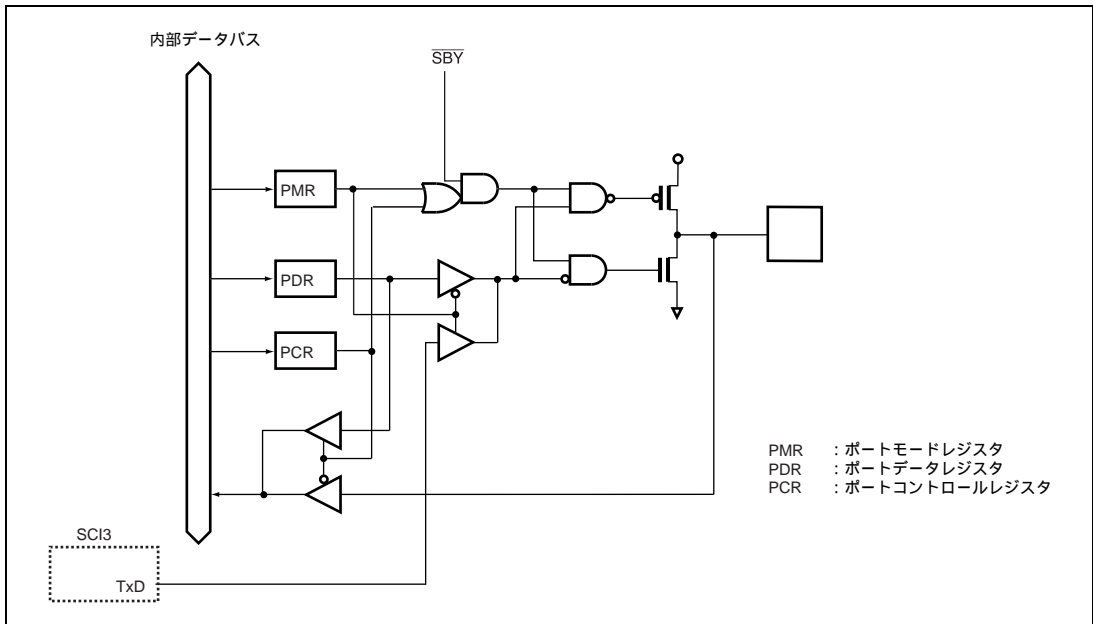 内部データバス
SBY
PMR
PDR
PCR
PMR :ポートモードレジスタ
PDR :ポートデータレジスタ
PCR :ポートコントロールレジスタ
SCI3
TxD